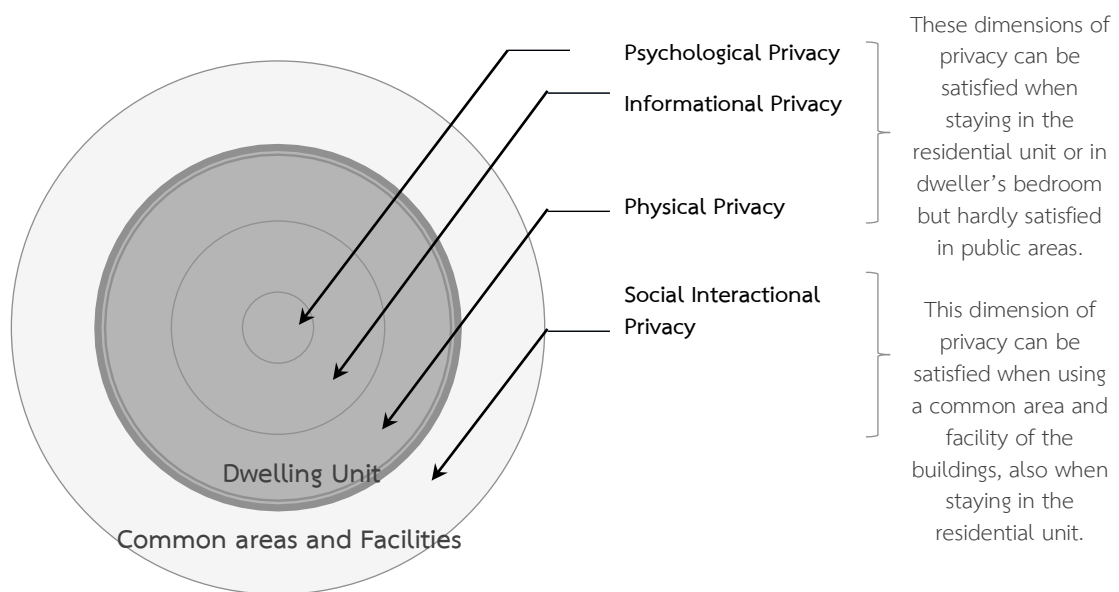 Psychological Privacy
Informational Privacy
Physical Privacy
Social Interactional
Privacy
These dimensions of
privacy can be
satisfied when
staying in the
residential unit or in
dweller's bedroom
but hardly satisfied
in public areas.
This dimension of
privacy can be
satisfied when using
a common area and
facility of the
buildings, also when
staying in the
residential unit.
Dwelling Unit
Common areas and Facilities